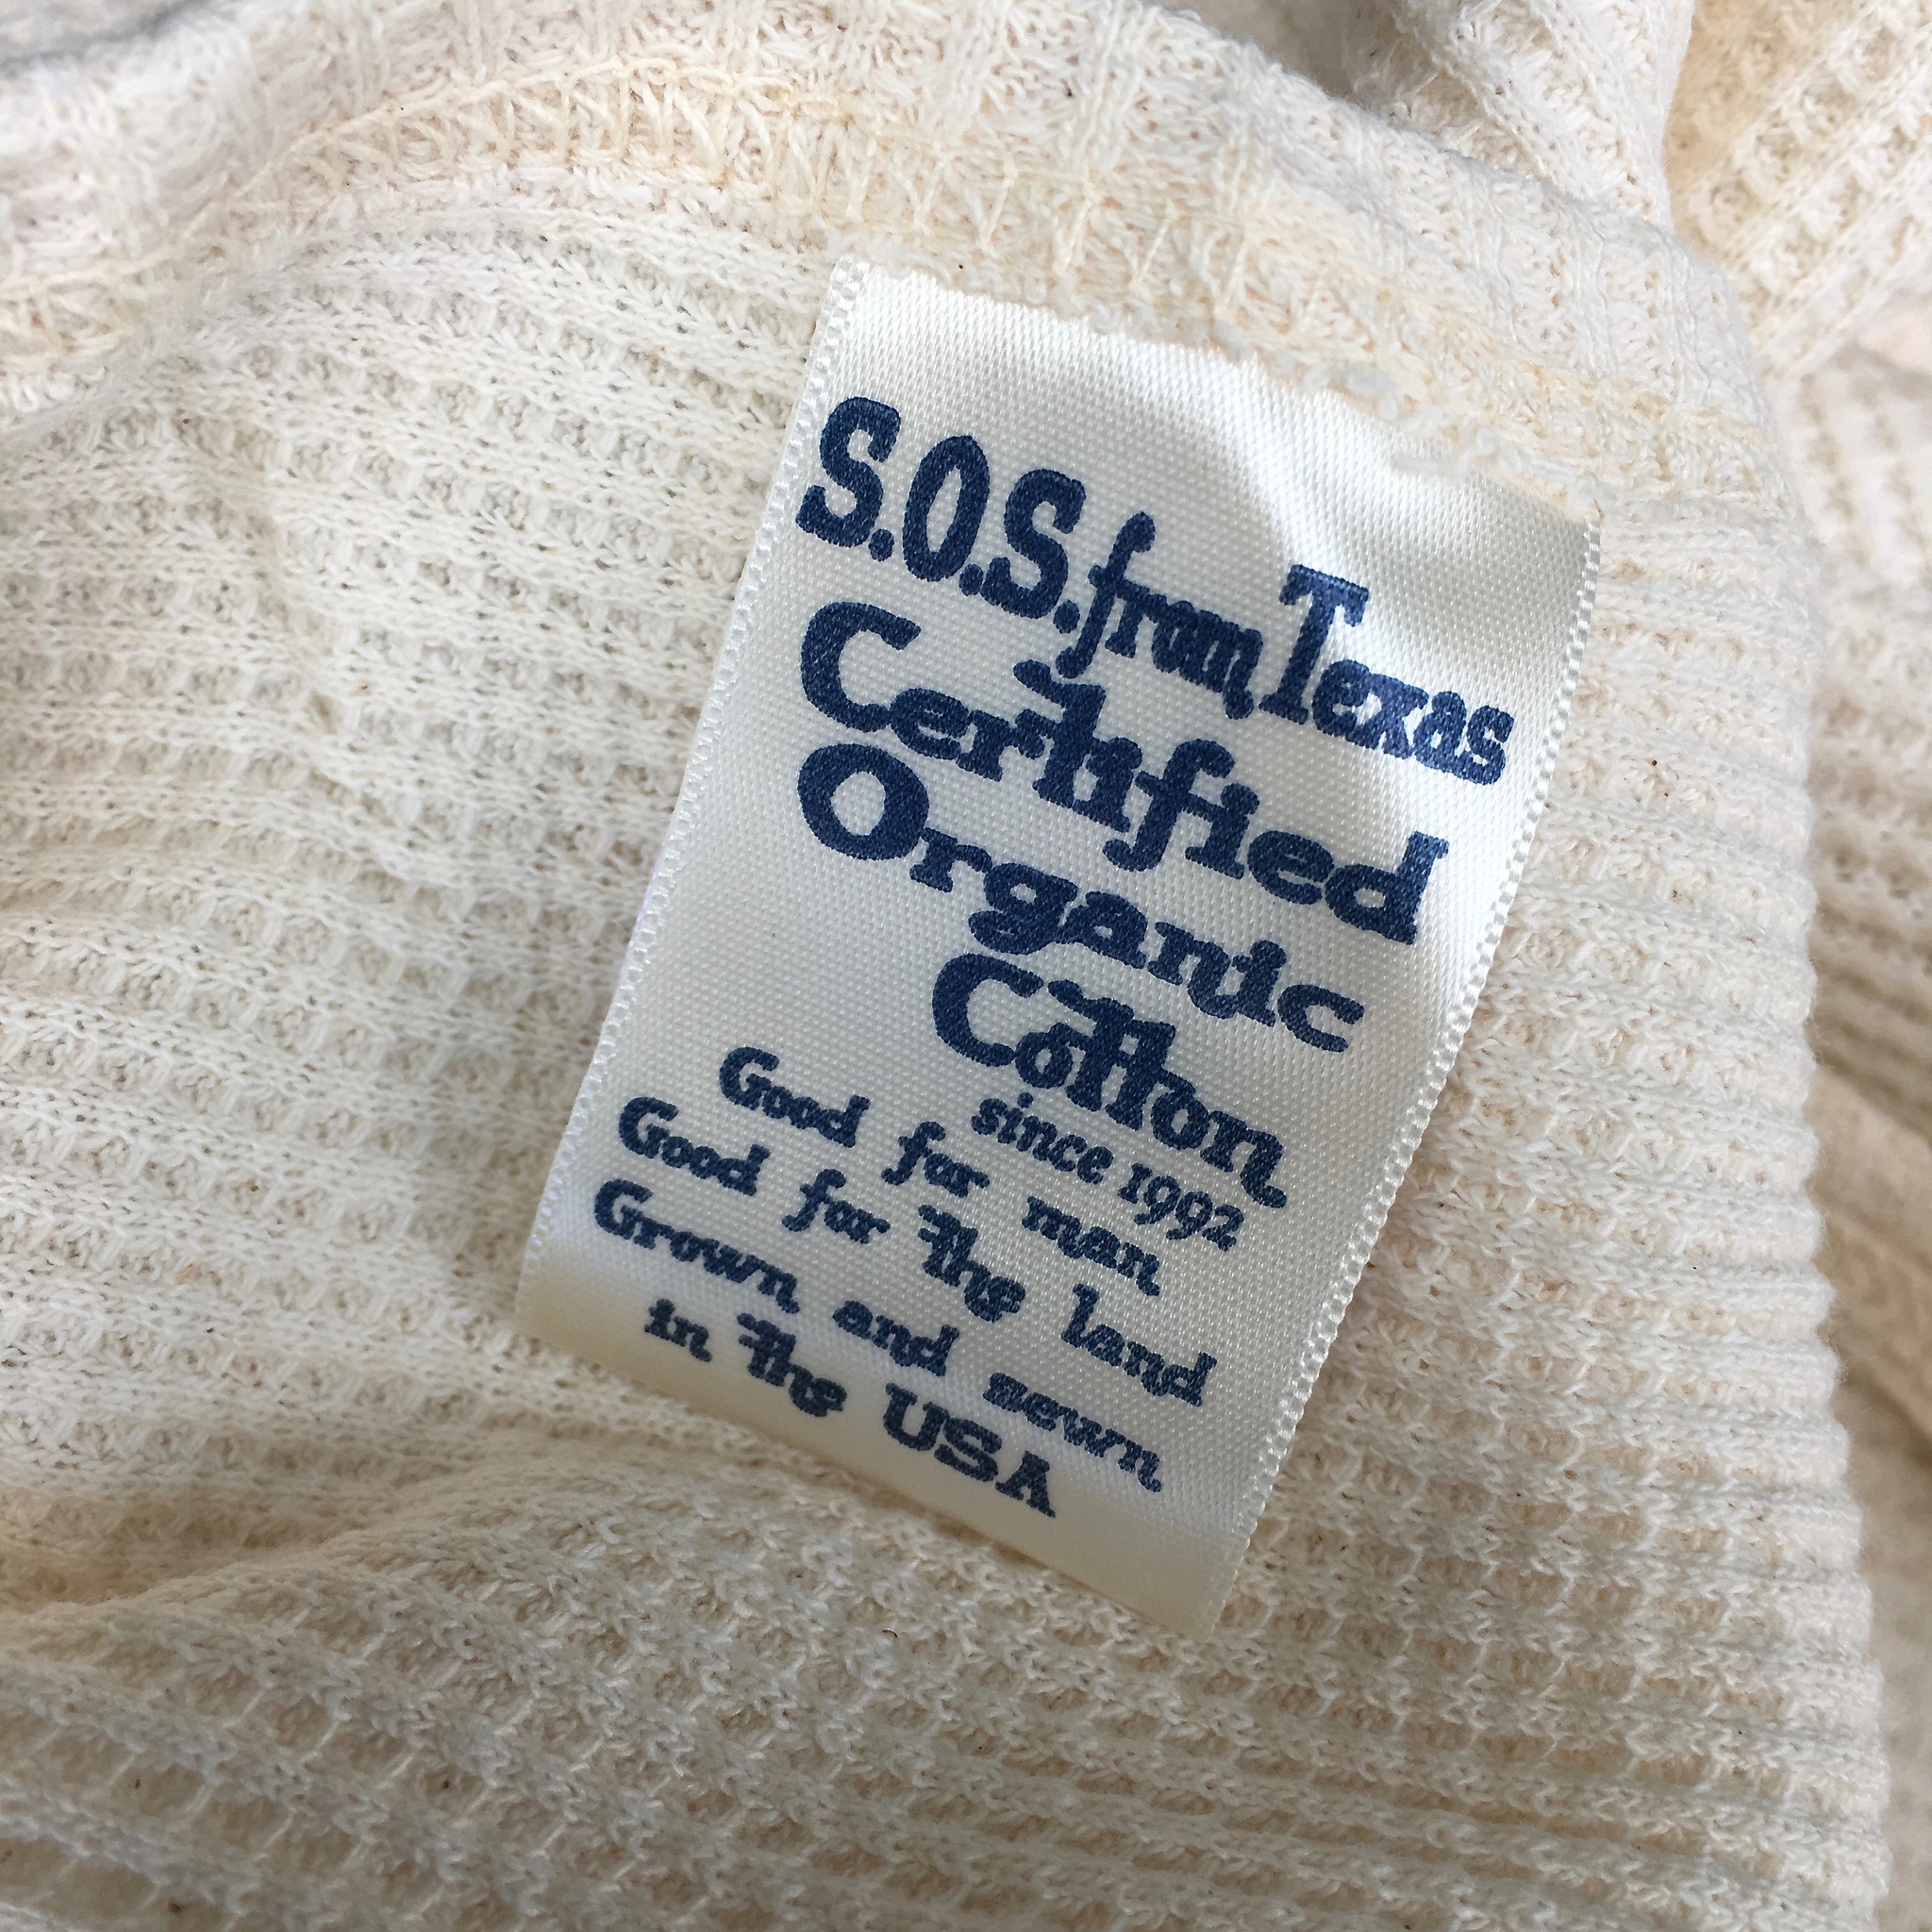 S.O.S. from Texas
Certified
Organic
Cotton
since 1992
Good for man
Good for the land
Grown and sewn
in the USA